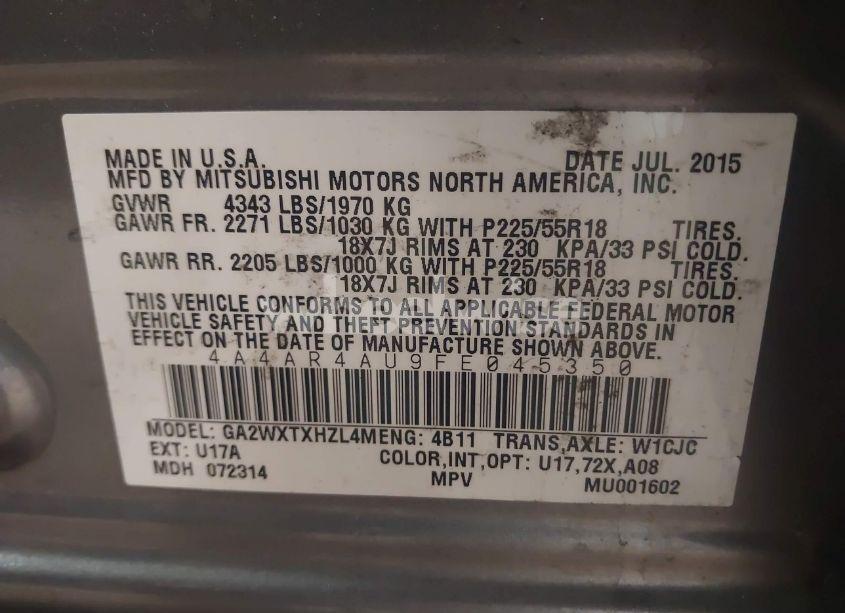 MADE IN U.S.A. DATE JUL. 2015
MFD BY MITSUBISHI MOTORS NORTH AMERICA, INC.
GVWR 4343 LBS/1970 KG
GAWR FR. 2271 LBS/1030 KG WITH P225/55R18 TIRES.
18X7J RIMS AT 230 KPA/33 PSI COLD.
GAWR RR. 2205 LBS/1000 KG WITH P225/55R18 TIRES.
18X7J RIMS AT 230 KPA/33 PSI COLD.
THIS VEHICLE CONFORMS TO ALL APPLICABLE FEDERAL MOTOR
VEHICLE SAFETY AND THEFT PREVENTION STANDARDS IN
EFFECT ON THE DATE OF MANUFACTURE SHOWN ABOVE.
4A4AR4AU9FE045350
MODEL: GA2WXTXHZL4MENG: 4B11 TRANS,AXLE: W1CJC
EXT: U17A COLOR,INT,OPT: U17,72X,A08
MDH 072314 MPV MU001602